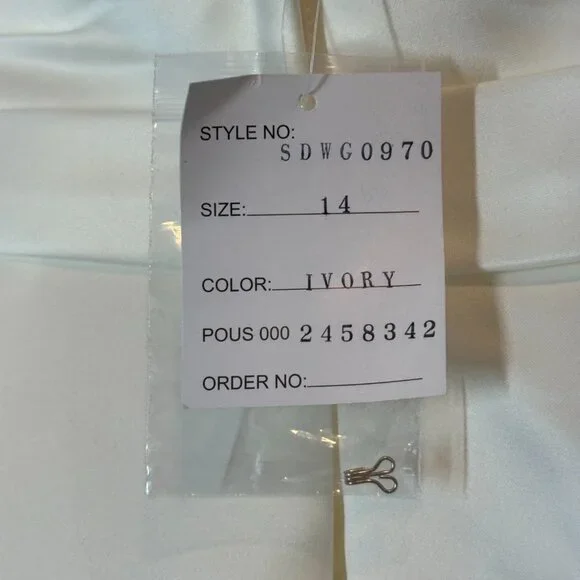 STYLE NO: SDWG0970
SIZE: 14
COLOR: IVORY
POUS 000 2458342
ORDER NO: